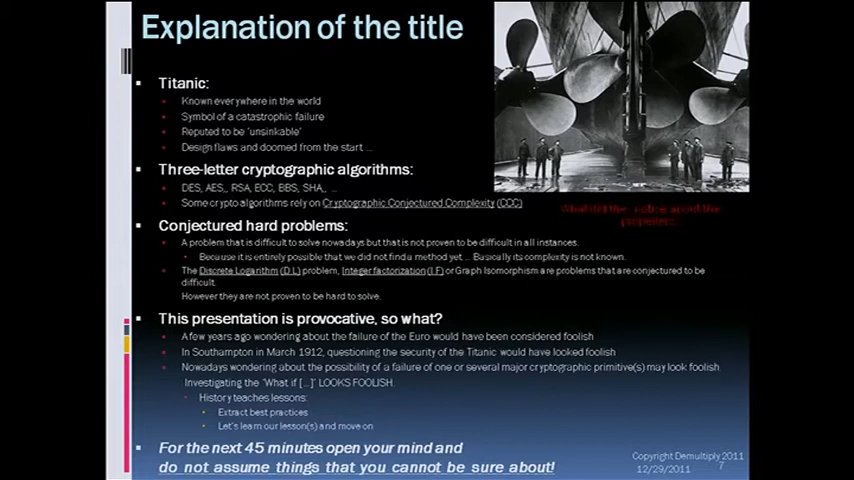 Explanation of the title
Titanic:
Known everywhere in the world
Symbol of a catastrophic failure
Reputed to be "unsinkable"
Design flaws and doomed from the start ...
Three-letter cryptographic algorithms:
DES, AES,, RSA, ECC, BBS, SHA,, ...
Some crypto algorithms rely on Cryptographic Conjectured Complexity (CCC)
Conjectured hard problems:
A problem that is difficult to solve nowadays but that is not proven to be difficult in all instances.
Because it is entirely possible that we did not find a method yet ... Basically its complexity is not known.
The Discrete Logarithm (D.L) problem, Integer factorization (I.F) or Graph Isomorphism are problems that are conjectured to be
difficult.
However they are not proven to be hard to solve.
This presentation is provocative, so what?
A few years ago wondering about the failure of the Euro would have been considered foolish
In Southampton in March 1912, questioning the security of the Titanic would have looked foolish
Nowadays wondering about the possibility of a failure of one or several major cryptographic primitive(s) may look foolish.
Investigating the "What if [...]" LOOKS FOOLISH.
History teaches lessons:
Extract best practices
Let's learn our lesson(s) and move on
For the next 45 minutes open your mind and
do not assume things that you cannot be sure about!
Copyright Demultiply 2011
12/29/2011 7